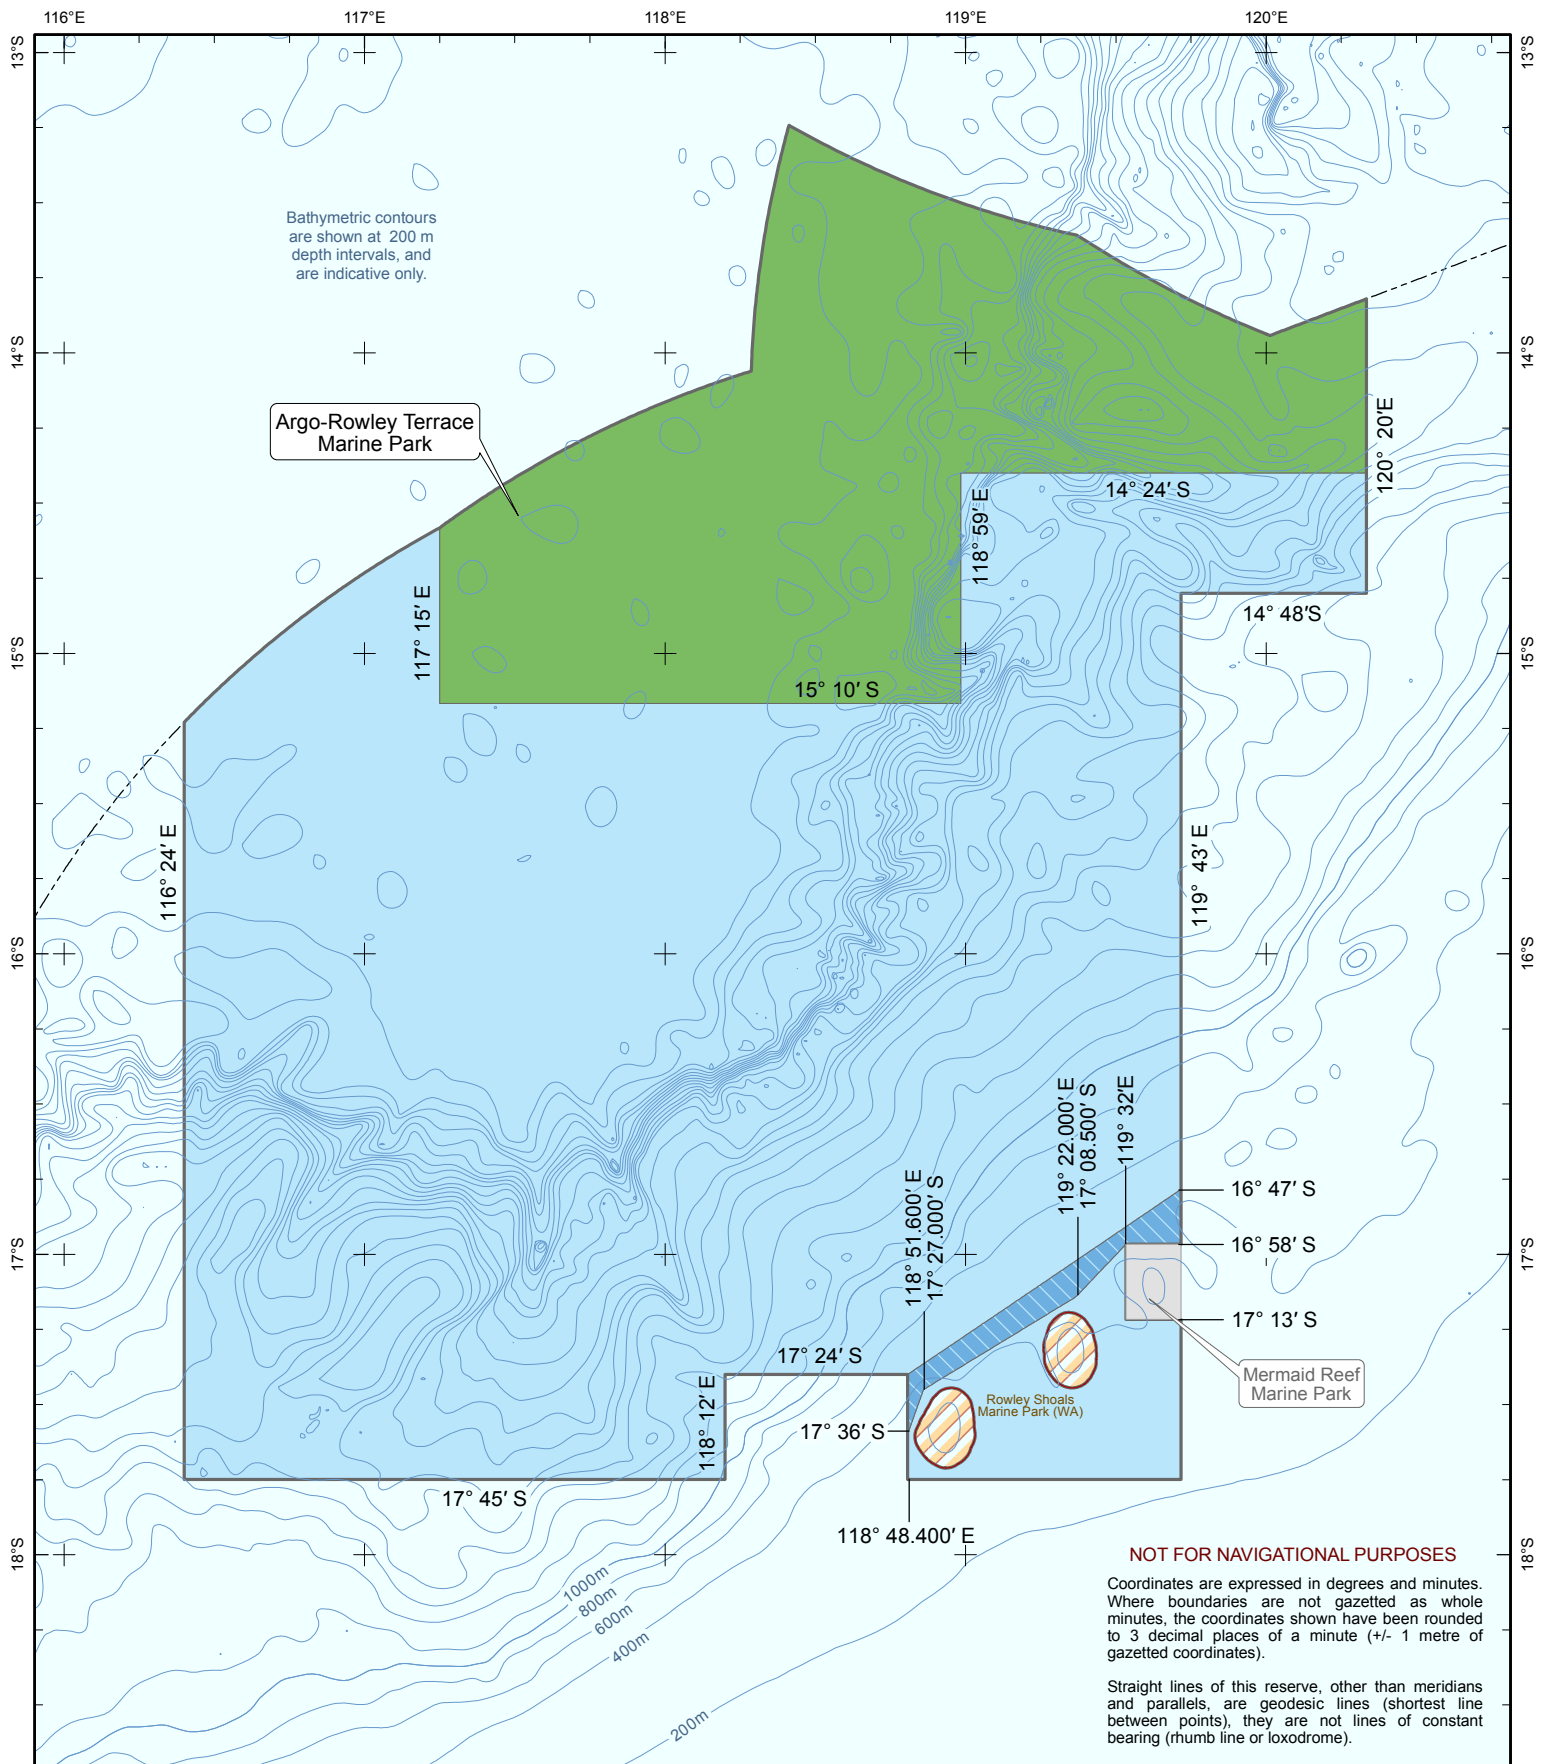 116°E
117°E
118°E
119°E
120°E
13°S
13°S
Bathymetric contours
are shown at 200 m
depth intervals, and
are indicative only.
14°S
14°S
Argo-Rowley Terrace
Marine Park
120° 20'E
14° 24' S
118° 59' E
117° 15' E
14° 48'S
15°S
15°S
15° 10' S
116° 24' E
119° 43' E
16°S
16°S
118° 51.600' E
17° 27.000' S
119° 22.000' E
17° 08.500' S
119° 32'E
16° 47' S
16° 58' S
17°S
17°S
17° 13' S
17° 24' S
Mermaid Reef
Marine Park
118° 12' E
Rowley Shoals
Marine Park (WA)
17° 36' S
17° 45' S
118° 48.400' E
18°S
18°S
1000m
800m
600m
400m
200m
NOT FOR NAVIGATIONAL PURPOSES
Coordinates are expressed in degrees and minutes.
Where boundaries are not gazetted as whole
minutes, the coordinates shown have been rounded
to 3 decimal places of a minute (+/- 1 metre of
gazetted coordinates).
Straight lines of this reserve, other than meridians
and parallels, are geodesic lines (shortest line
between points), they are not lines of constant
bearing (rhumb line or loxodrome).